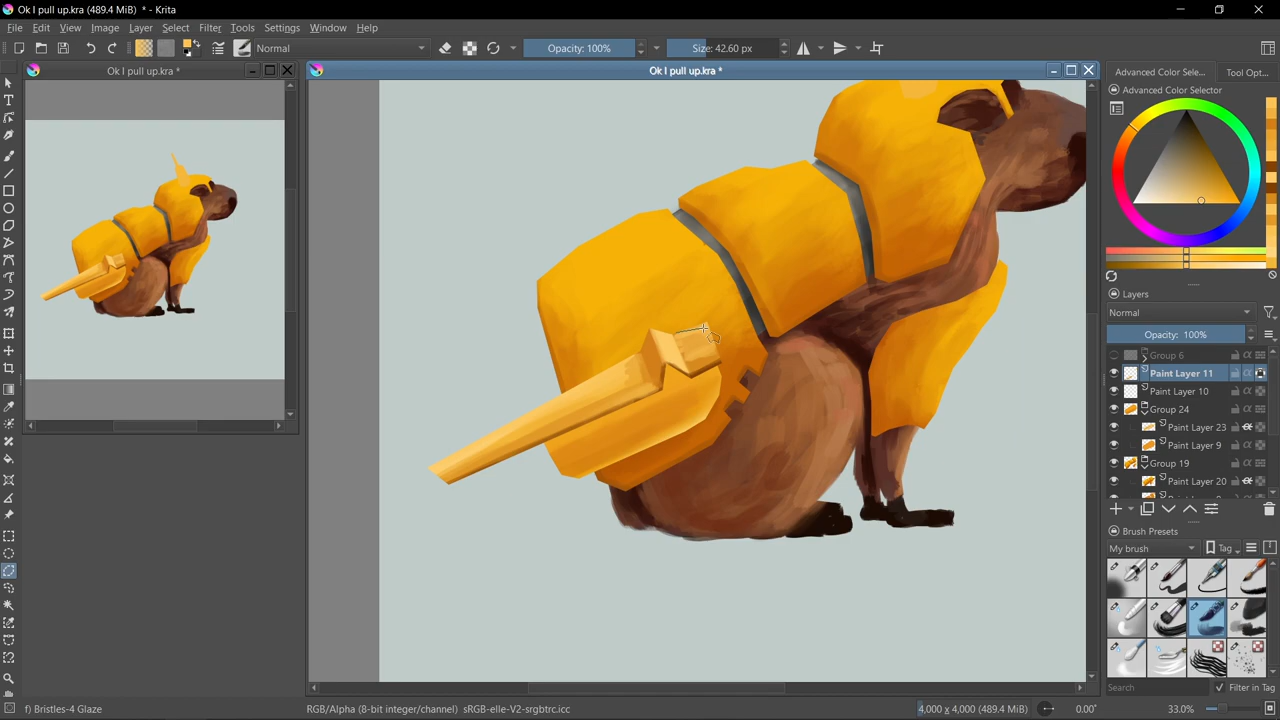 Ok I pull up.kra (489.4 MiB) * - Krita
File Edit View Image Layer Select Filter Tools Settings Window Help
Normal Opacity: 100% Size: 42.60 px
Ok I pull up.kra *
Ok I pull up.kra *
Advanced Color Sele... Tool Opt...
Advanced Color Selector
Layers
Normal
Opacity: 100%
Group 6
Paint Layer 11
Paint Layer 10
Group 24
Paint Layer 23
Paint Layer 9
Group 19
Paint Layer 20
Brush Presets
My brush Tag
Search Filter in Tag
f) Bristles-4 Glaze RGB/Alpha (8-bit integer/channel) sRGB-elle-V2-srgbtrc.icc 4,000 x 4,000 (489.4 MiB) 0.00° 33.0%